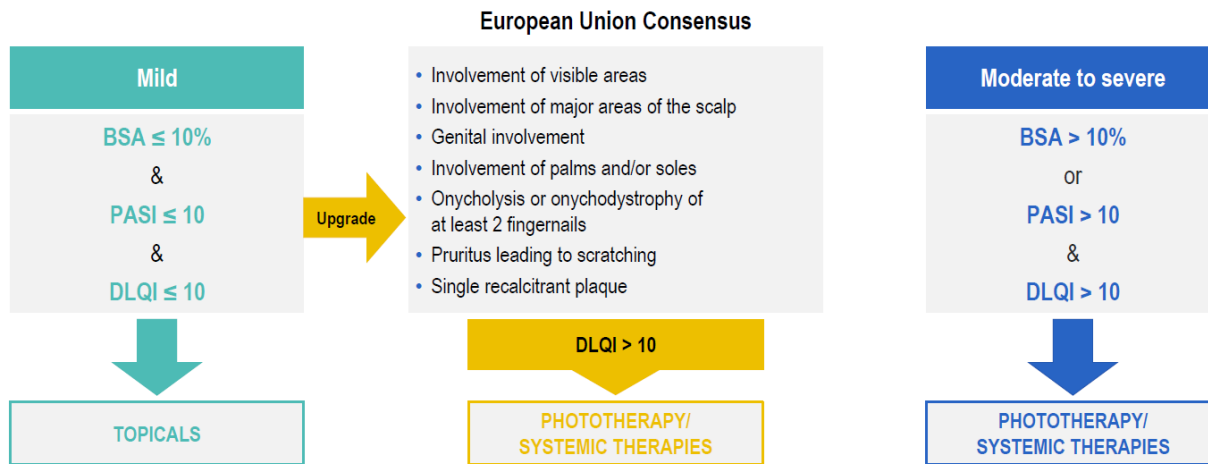 European Union Consensus
Mild
BSA ≤ 10%
&
PASI ≤ 10
&
DLQI ≤ 10
TOPICALS
Upgrade
• Involvement of visible areas
• Involvement of major areas of the scalp
• Genital involvement
• Involvement of palms and/or soles
• Onycholysis or onychodystrophy of
at least 2 fingernails
• Pruritus leading to scratching
• Single recalcitrant plaque
DLQI > 10
PHOTOTHERAPY/
SYSTEMIC THERAPIES
Moderate to severe
BSA > 10%
or
PASI > 10
&
DLQI > 10
PHOTOTHERAPY/
SYSTEMIC THERAPIES